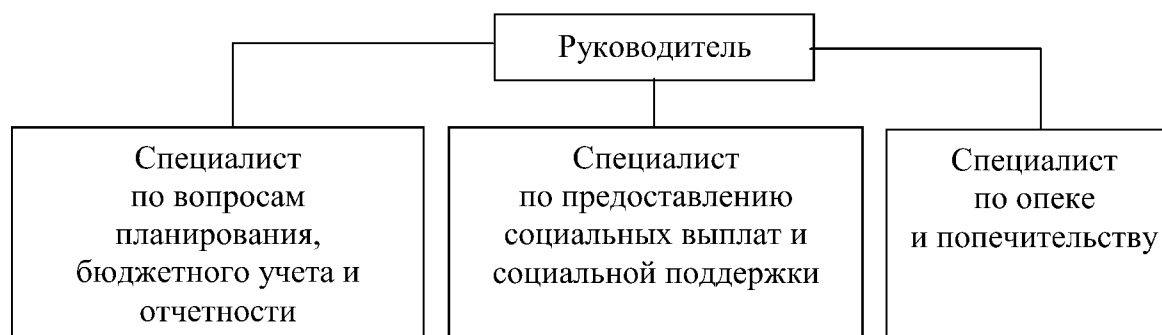 Руководитель
Специалист
по вопросам
планирования,
бюджетного учета и
отчетности
Специалист
по предоставлению
социальных выплат и
социальной поддержки
Специалист
по опеке
и попечительству